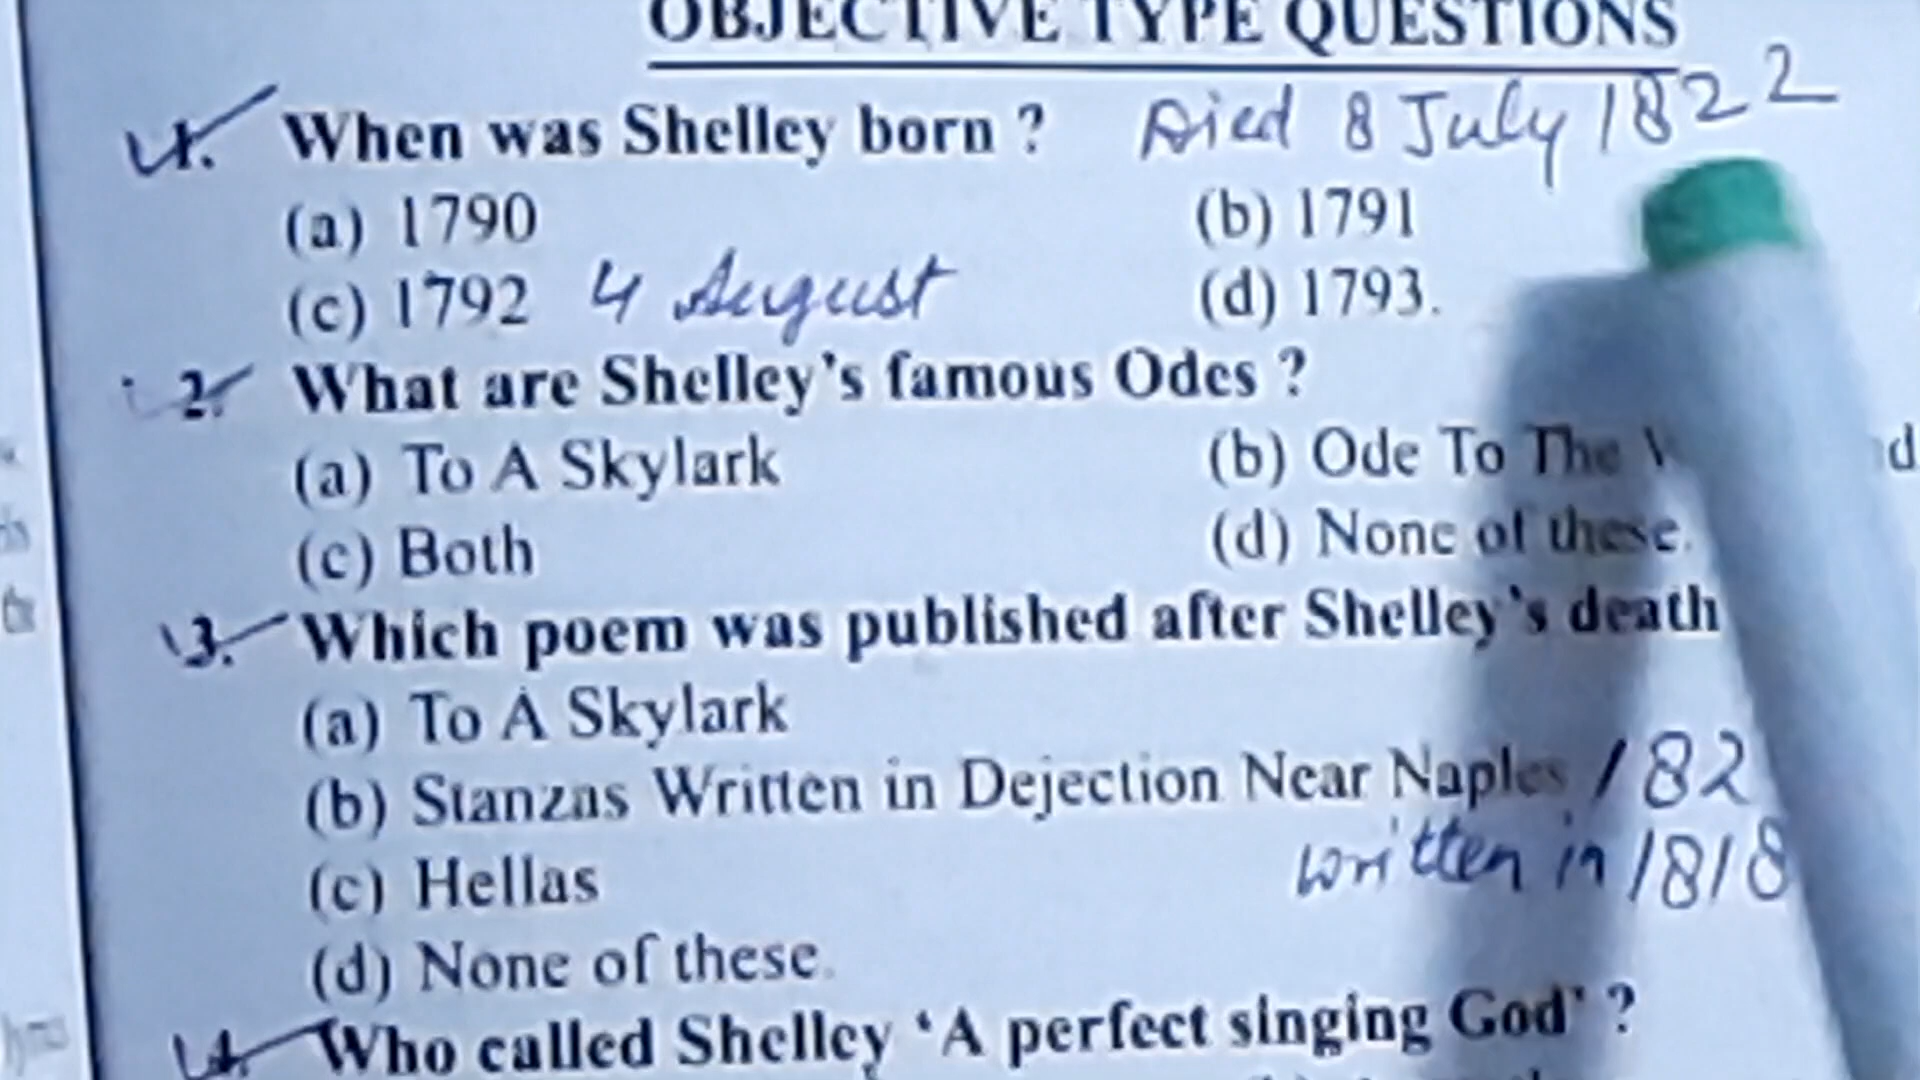 OBJECTIVE TYPE QUESTIONS
1. When was Shelley born ? Died 8 July 1822
(a) 1790 (b) 1791
(c) 1792 4 August (d) 1793.
2. What are Shelley's famous Odes ?
(a) To A Skylark (b) Ode To The
(c) Both (d) None of these.
3. Which poem was published after Shelley's death
(a) To A Skylark
(b) Stanzas Written in Dejection Near Naples
written in 1818
(c) Hellas
(d) None of these.
4. Who called Shelley 'A perfect singing God' ?